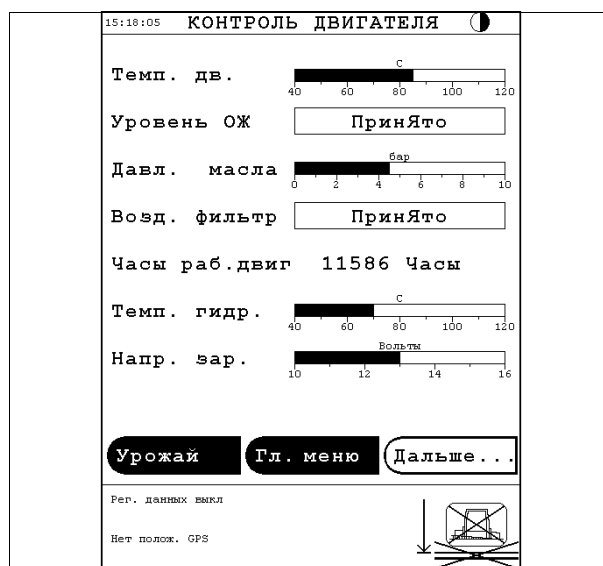 15:18:05 КОНТРОЛЬ ДВИГАТЕЛЯ
С
Темп. дв.
40 60 80 100 120
Уровень ОЖ ПринЯто
бар
Давл. масла
0 2 4 6 8 10
Возд. фильтр ПринЯто
Часы раб.двиг 11586 Часы
С
Темп. гидр.
40 60 80 100 120
Вольты
Напр. зар.
10 12 14 16
Урожай Гл. меню Дальше...
Рег. данных выкл
Нет полож. GPS